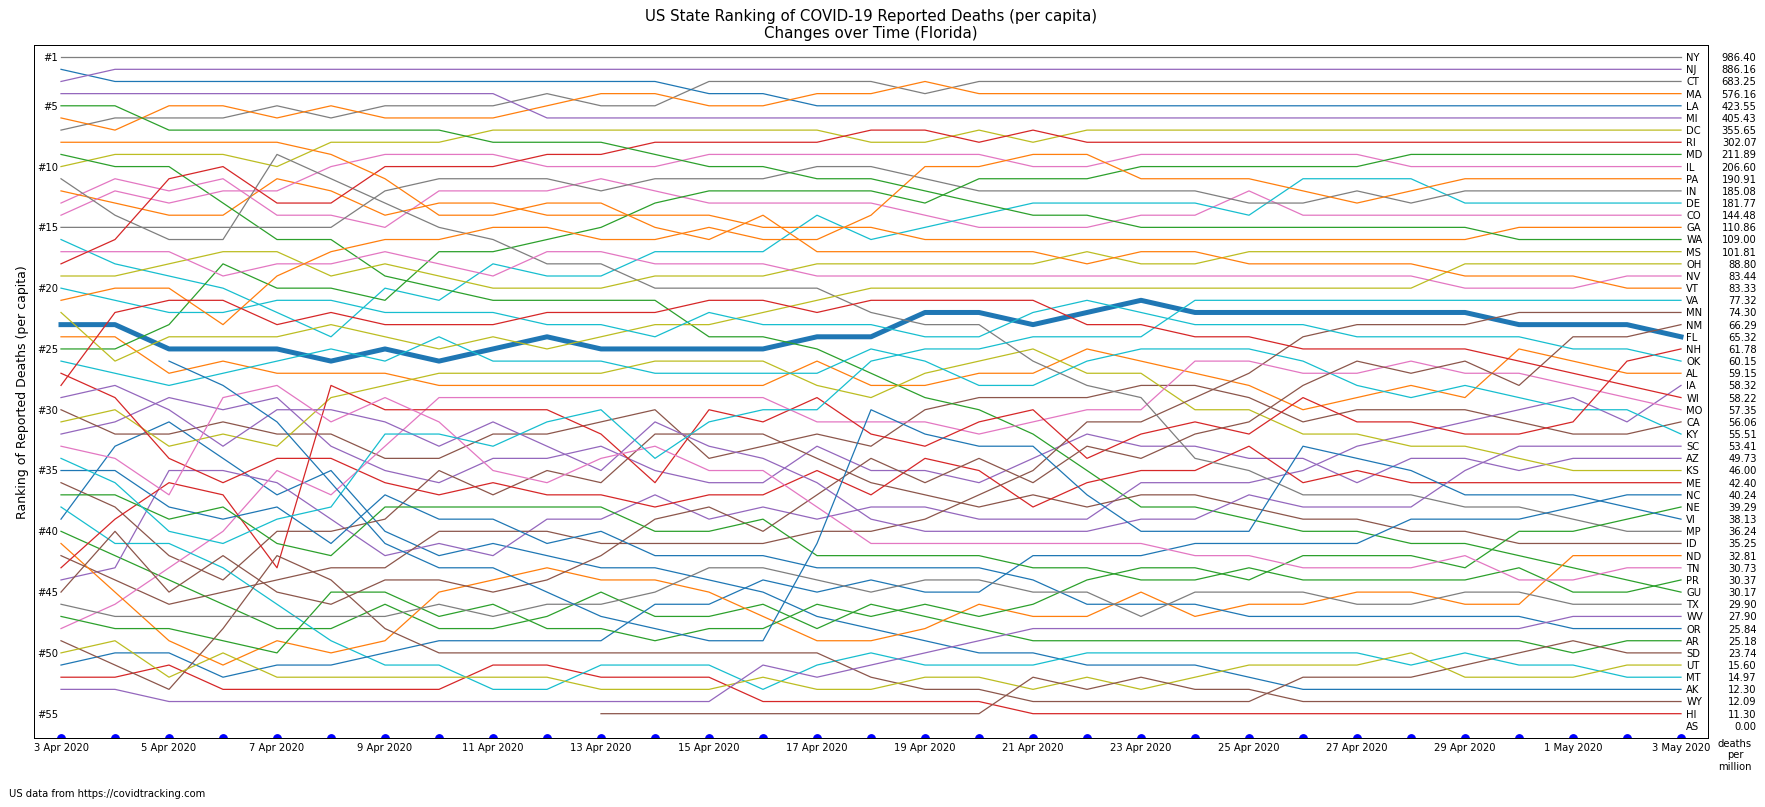 US State Ranking of COVID-19 Reported Deaths (per capita)
Changes over Time (Florida)
Ranking of Reported Deaths (per capita)
#1
#5
#10
#15
#20
#25
#30
#35
#40
#45
#50
#55
NY 986.40
NJ 886.16
CT 683.25
MA 576.16
LA 423.55
MI 405.43
DC 355.65
RI 302.07
MD 211.89
IL 206.60
PA 190.91
IN 185.08
DE 181.77
CO 144.48
GA 110.86
WA 109.00
MS 101.81
OH 88.80
NV 83.44
VT 83.33
VA 77.32
MN 74.30
NM 66.29
FL 65.32
NH 61.78
OK 60.15
AL 59.15
IA 58.32
WI 58.22
MO 57.35
CA 56.06
KY 55.51
SC 53.41
AZ 49.73
KS 46.00
ME 42.40
NC 40.24
NE 39.29
VI 38.13
MP 36.24
ID 35.25
ND 32.81
TN 30.73
PR 30.37
GU 30.17
TX 29.90
WV 27.90
OR 25.84
AR 25.18
SD 23.74
UT 15.60
MT 14.97
AK 12.30
WY 12.09
HI 11.30
AS 0.00
3 Apr 2020 5 Apr 2020 7 Apr 2020 9 Apr 2020 11 Apr 2020 13 Apr 2020 15 Apr 2020 17 Apr 2020 19 Apr 2020 21 Apr 2020 23 Apr 2020 25 Apr 2020 27 Apr 2020 29 Apr 2020 1 May 2020 3 May 2020
deaths
per
million
US data from https://covidtracking.com